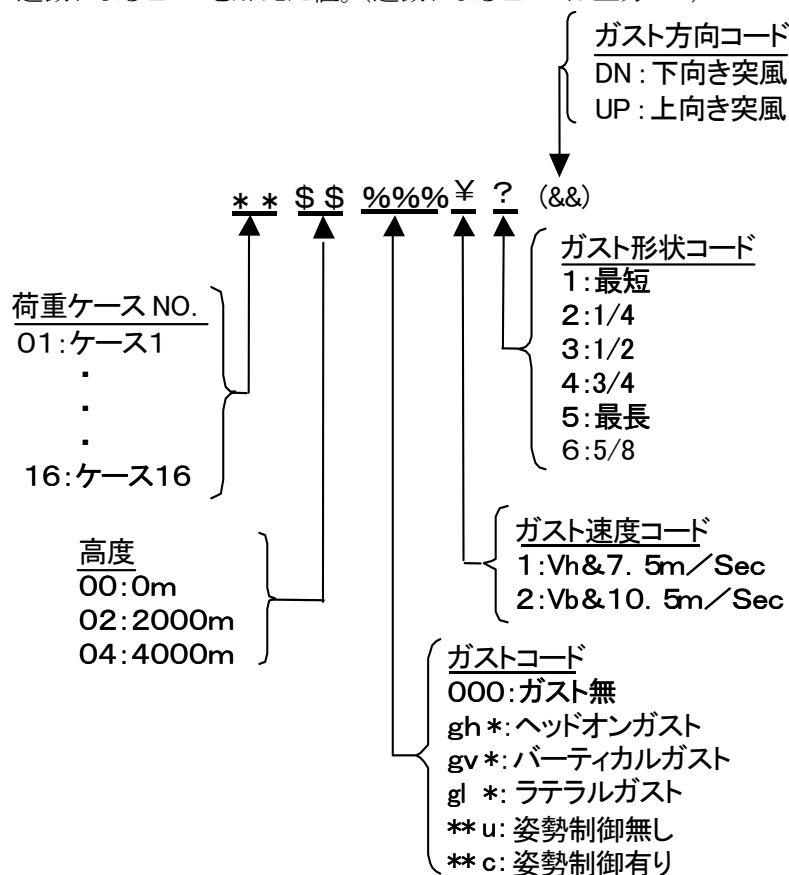 ガスト方向コード
DN：下向き突風
UP：上向き突風
＊＊ ＄＄ %%%￥ ？ (&&)
荷重ケース NO.
01：ケース1
・
・
・
16：ケース16
ガスト形状コード
1：最短
2：1/4
3：1/2
4：3/4
5：最長
6：5/8
高度
00：0m
02：2000m
04：4000m
ガスト速度コード
1：Vh&7．5m／Sec
2：Vb&10．5m／Sec
ガストコード
000：ガスト無
gh＊：ヘッドオンガスト
gv＊：バーティカルガスト
gl ＊：ラテラルガスト
＊＊u：姿勢制御無し
＊＊c：姿勢制御有り